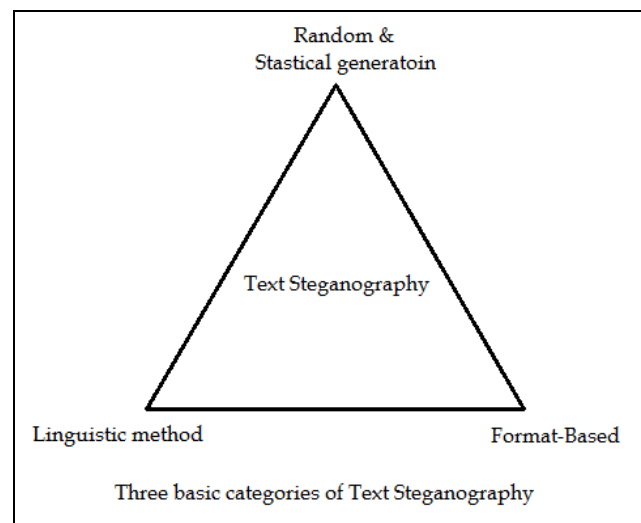 Random &
Stastical generatoin
Text Steganography
Linguistic method
Format-Based
Three basic categories of Text Steganography